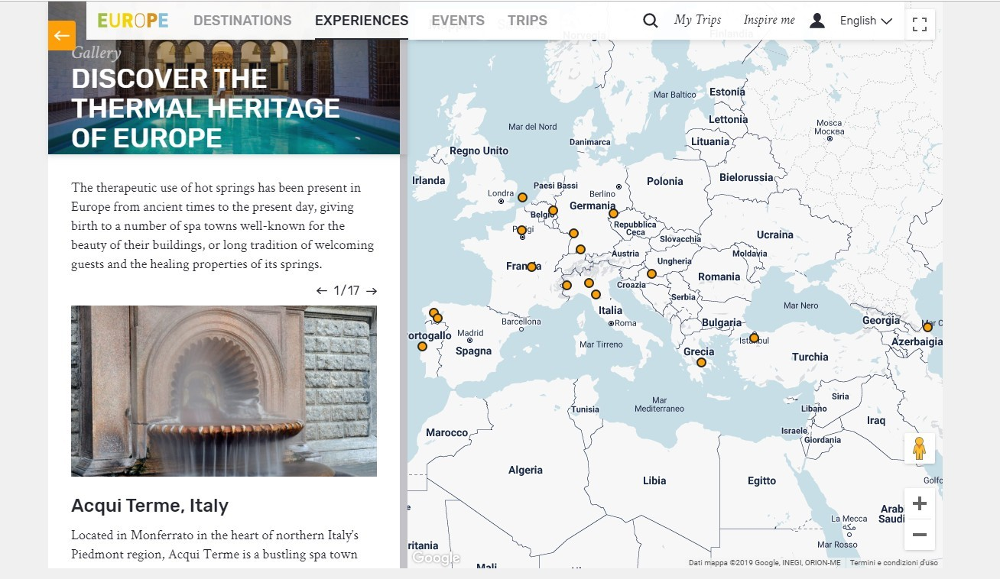 EUROPE DESTINATIONS EXPERIENCES EVENTS TRIPS My Trips Inspire me English
Gallery
DISCOVER THE
THERMAL HERITAGE
OF EUROPE
The therapeutic use of hot springs has been present in
Europe from ancient times to the present day, giving
birth to a number of spa towns well-known for the
beauty of their buildings, or long tradition of welcoming
guests and the healing properties of its springs.
← 1/17 →
Acqui Terme, Italy
Located in Monferrato in the heart of northern Italy's
Piedmont region, Acqui Terme is a bustling spa town
Norvegia
Finlandia
Estonia
Mar Baltico
Lettonia
Mosca
Москва
Mar del Nord
Danimarca
Lituania
Regno Unito
Irlanda
Bielorussia
Polonia
Paesi Bassi
Londra
Berlino
Germania
Belgio
Repubblica
Ceca
Ucraina
Slovacchia
Austria
Moldavia
Ungheria
Francia
Romania
Croazia
Serbia
Mar Nero
Italia
Georgia
Barcellona
Roma
Bulgaria
Mar C
ortogallo
Madrid
Istanbul
Azerbaigia
Spagna
Mar Tirreno
Grecia
Turchia
Siria
Mar
Mediterraneo
Tunisia
Libano
Iraq
Israele
Marocco
Giordania
Algeria
Libia
Egitto
Golfo
Arabi
Saudi
La Mecca
مكة
ritania
Mar Rosso
Google
Mali
Dati mappa ©2019 Google, INEGI, ORION-ME Termini e condizioni d'uso